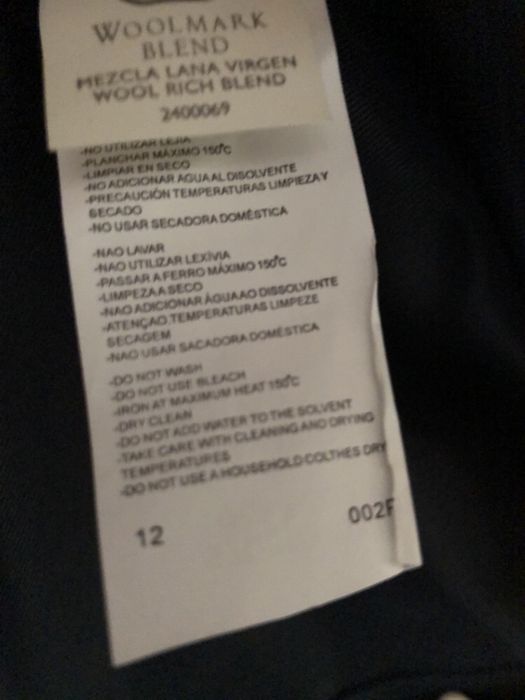 WOOLMARK
BLEND
MEZCLA LANA VIRGEN
WOOL RICH BLEND
2400069
-NO UTILIZAR LEJIA
-PLANCHAR MÁXIMO 150°C
-LIMPIAR EN SECO
-NO ADICIONAR AGUA AL DISOLVENTE
-PRECAUCIÓN TEMPERATURAS LIMPIEZA Y
SECADO
-NO USAR SECADORA DOMÉSTICA
-NAO LAVAR
-NAO UTILIZAR LEXÍVIA
-PASSAR A FERRO MÁXIMO 150°C
-LIMPEZA A SECO
-NAO ADICIONAR ÁGUA AO DISSOLVENTE
-ATENÇAO TEMPERATURAS LIMPEZE
SECAGEM
-NAO USAR SACADORA DOMÉSTICA
-DO NOT WASH
-DO NOT USE BLEACH
-IRON AT MAXIMUM HEAT 150°C
-DRY CLEAN
-DO NOT ADD WATER TO THE SOLVENT
-TAKE CARE WITH CLEANING AND DRYING
TEMPERATURES
-DO NOT USE A HOUSEHOLD COLTHES DRY
12
002F